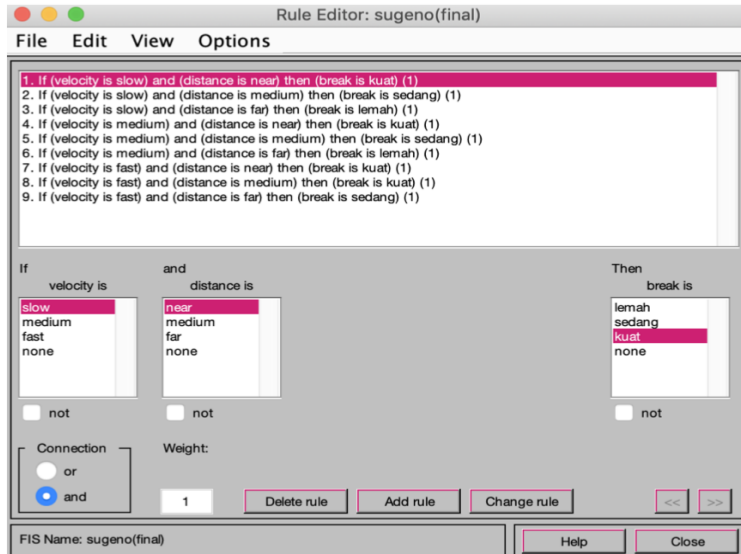 Rule Editor: sugeno(final)
File Edit View Options
1. If (velocity is slow) and (distance is near) then (break is kuat) (1)
2. If (velocity is slow) and (distance is medium) then (break is sedang) (1)
3. If (velocity is slow) and (distance is far) then (break is lemah) (1)
4. If (velocity is medium) and (distance is near) then (break is kuat) (1)
5. If (velocity is medium) and (distance is medium) then (break is sedang) (1)
6. If (velocity is medium) and (distance is far) then (break is lemah) (1)
7. If (velocity is fast) and (distance is near) then (break is kuat) (1)
8. If (velocity is fast) and (distance is medium) then (break is kuat) (1)
9. If (velocity is fast) and (distance is far) then (break is sedang) (1)
If and Then
velocity is distance is break is
slow near lemah
medium medium sedang
fast far kuat
none none none
not not not
Connection Weight:
or
and 1 Delete rule Add rule Change rule << >>
FIS Name: sugeno(final) Help Close